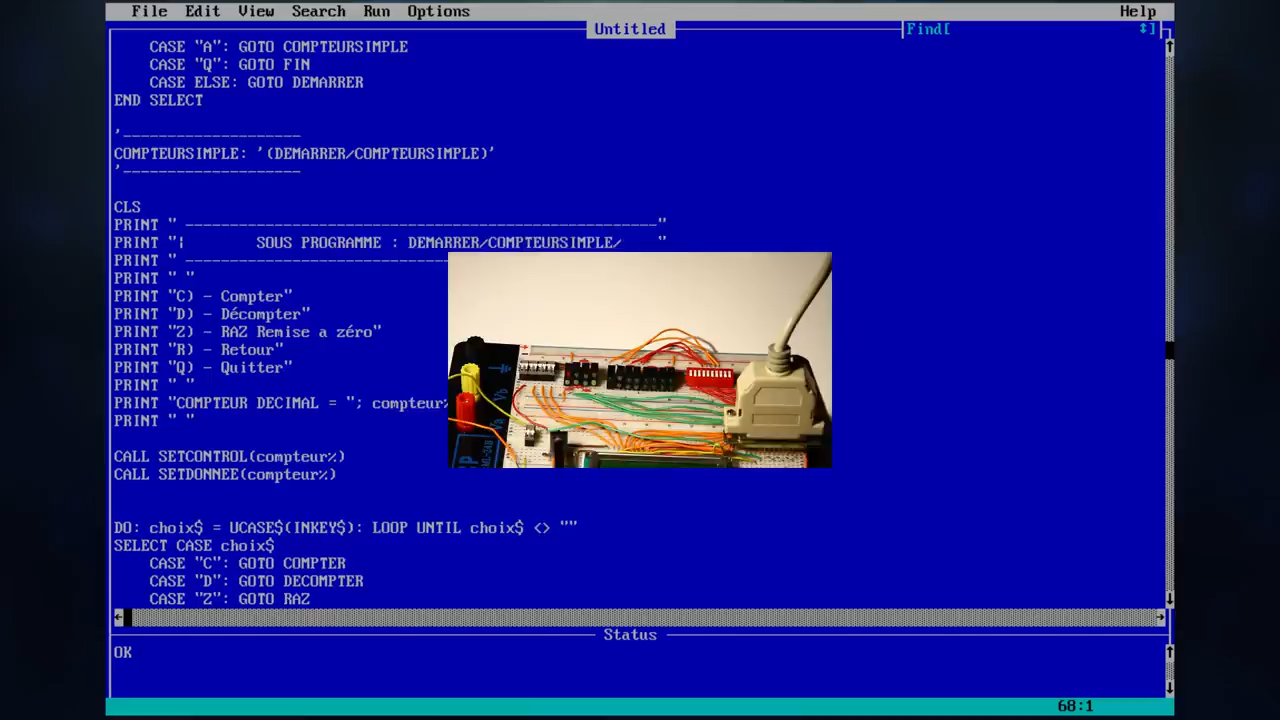 File Edit View Search Run Options Help
Untitled
Find[ ↕]
CASE "A": GOTO COMPTEURSIMPLE
CASE "Q": GOTO FIN
CASE ELSE: GOTO DEMARRER
END SELECT
'---------------------
COMPTEURSIMPLE: '(DEMARRER/COMPTEURSIMPLE)'
'---------------------
CLS
PRINT " -----------------------------------------------------"
PRINT "¦        SOUS PROGRAMME : DEMARRER/COMPTEURSIMPLE/    "
PRINT " -----------------------------
PRINT " "
PRINT "C) - Compter"
PRINT "D) - Décompter"
PRINT "Z) - RAZ Remise a zéro"
PRINT "R) - Retour"
PRINT "Q) - Quitter"
PRINT " "
PRINT "COMPTEUR DECIMAL = "; compteur%
PRINT " "
CALL SETCONTROL(compteur%)
CALL SETDONNEE(compteur%)
DO: choix$ = UCASE$(INKEY$): LOOP UNTIL choix$ <> ""
SELECT CASE choix$
CASE "C": GOTO COMPTER
CASE "D": GOTO DECOMPTER
CASE "Z": GOTO RAZ
Status
OK
68:1
Vb
Va